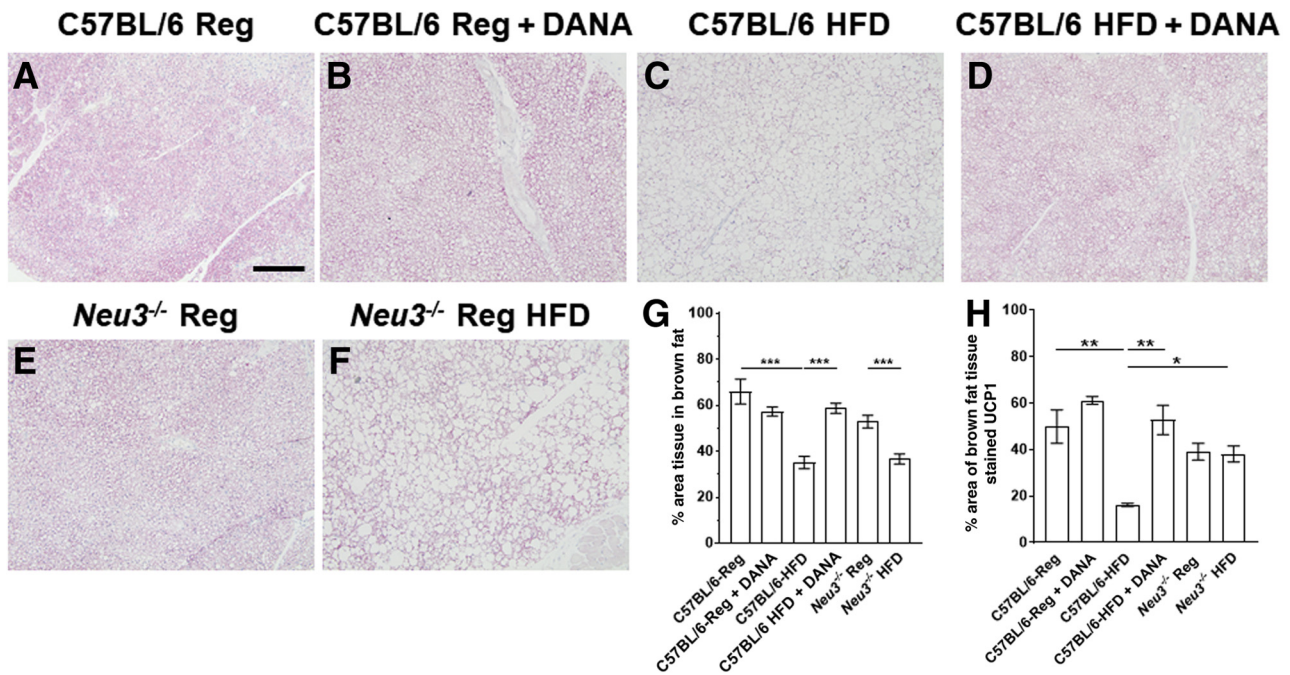 C57BL/6 Reg
C57BL/6 Reg + DANA
C57BL/6 HFD
C57BL/6 HFD + DANA
A
B
C
D
Neu3-/- Reg
Neu3-/- Reg HFD
E
F
G
% area tissue in brown fat
100
80
60
40
20
0
***
***
***
C57BL/6-Reg
C57BL/6-Reg + DANA
C57BL/6-HFD
C57BL/6 HFD + DANA
Neu3-/- Reg
Neu3-/- HFD
H
% area of brown fat tissue
stained UCP1
100
80
60
40
20
0
**
**
*
C57BL/6-Reg
C57BL/6-Reg + DANA
C57BL/6-HFD
C57BL/6-HFD + DANA
Neu3-/- Reg
Neu3-/- HFD